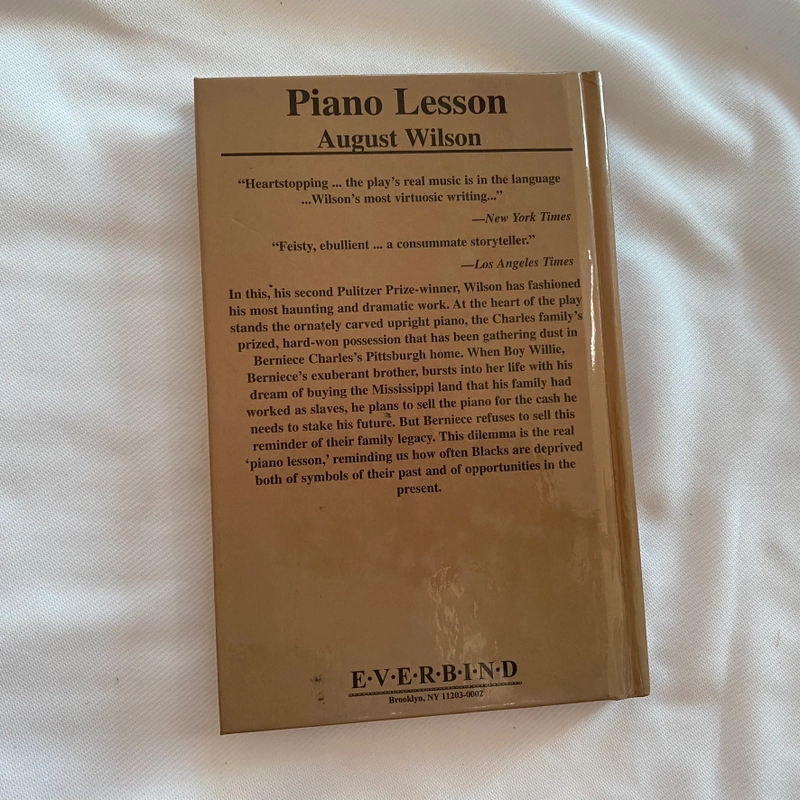 Piano Lesson
August Wilson
“Heartstopping ... the play’s real music is in the language
...Wilson’s most virtuosic writing...”
—New York Times
“Feisty, ebullient ... a consummate storyteller.”
—Los Angeles Times
In this, his second Pulitzer Prize-winner, Wilson has fashioned
his most haunting and dramatic work. At the heart of the play
stands the ornately carved upright piano, the Charles family’s
prized, hard-won possession that has been gathering dust in
Berniece Charles’s Pittsburgh home. When Boy Willie,
Berniece’s exuberant brother, bursts into her life with his
dream of buying the Mississippi land that his family had
worked as slaves, he plans to sell the piano for the cash he
needs to stake his future. But Berniece refuses to sell this
reminder of their family legacy. This dilemma is the real
‘piano lesson,’ reminding us how often Blacks are deprived
both of symbols of their past and of opportunities in the
present.
E·V·E·R·B·I·N·D
Brooklyn, NY 11203-0002